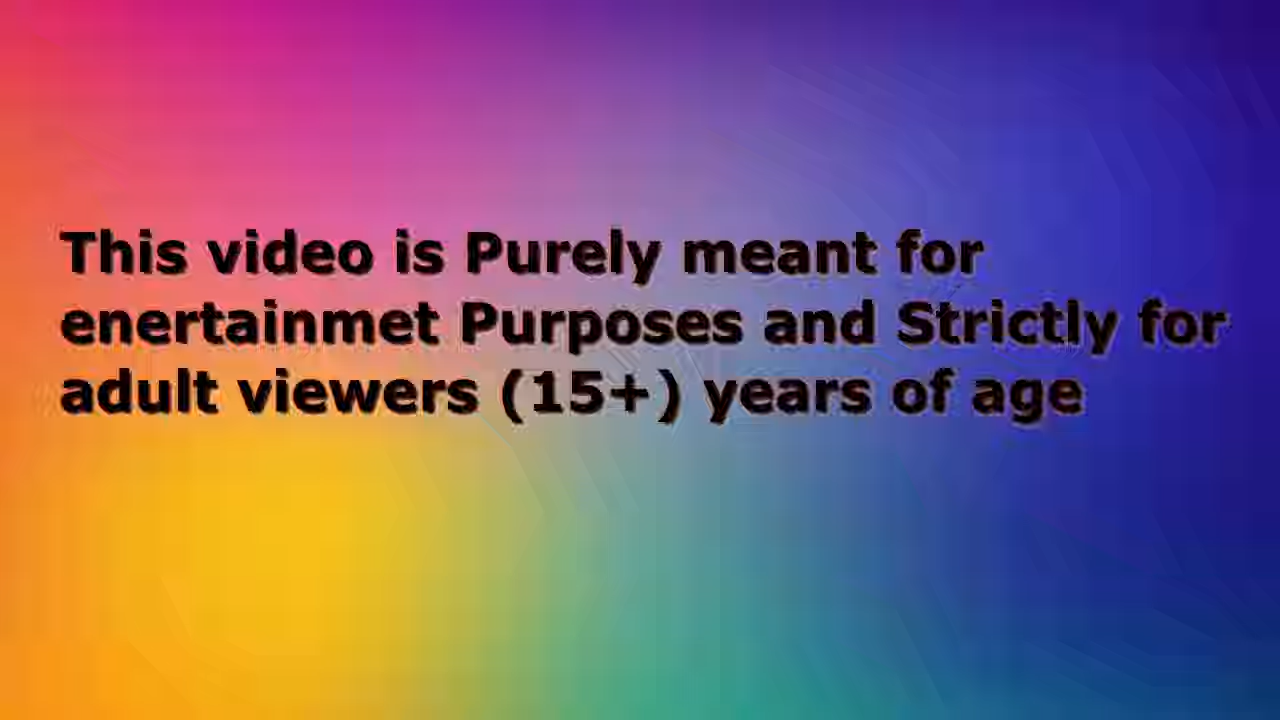 This video is Purely meant for
enertainmet Purposes and Strictly for
adult viewers (15+) years of age